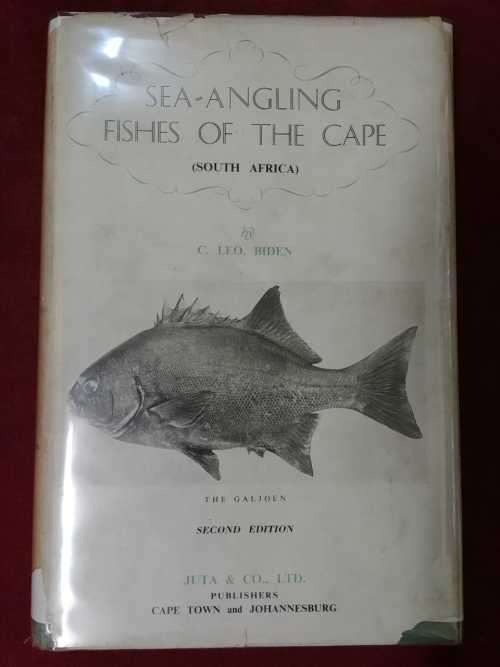 SEA-ANGLING
FISHES OF THE CAPE
(SOUTH AFRICA)
by
C. LEO. BIDEN
THE GALJOEN
SECOND EDITION
JUTA & CO., LTD.
PUBLISHERS
CAPE TOWN and JOHANNESBURG